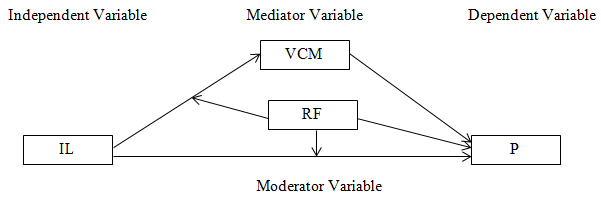 Independent Variable Mediator Variable Dependent Variable
VCM
RF
IL P
Moderator Variable